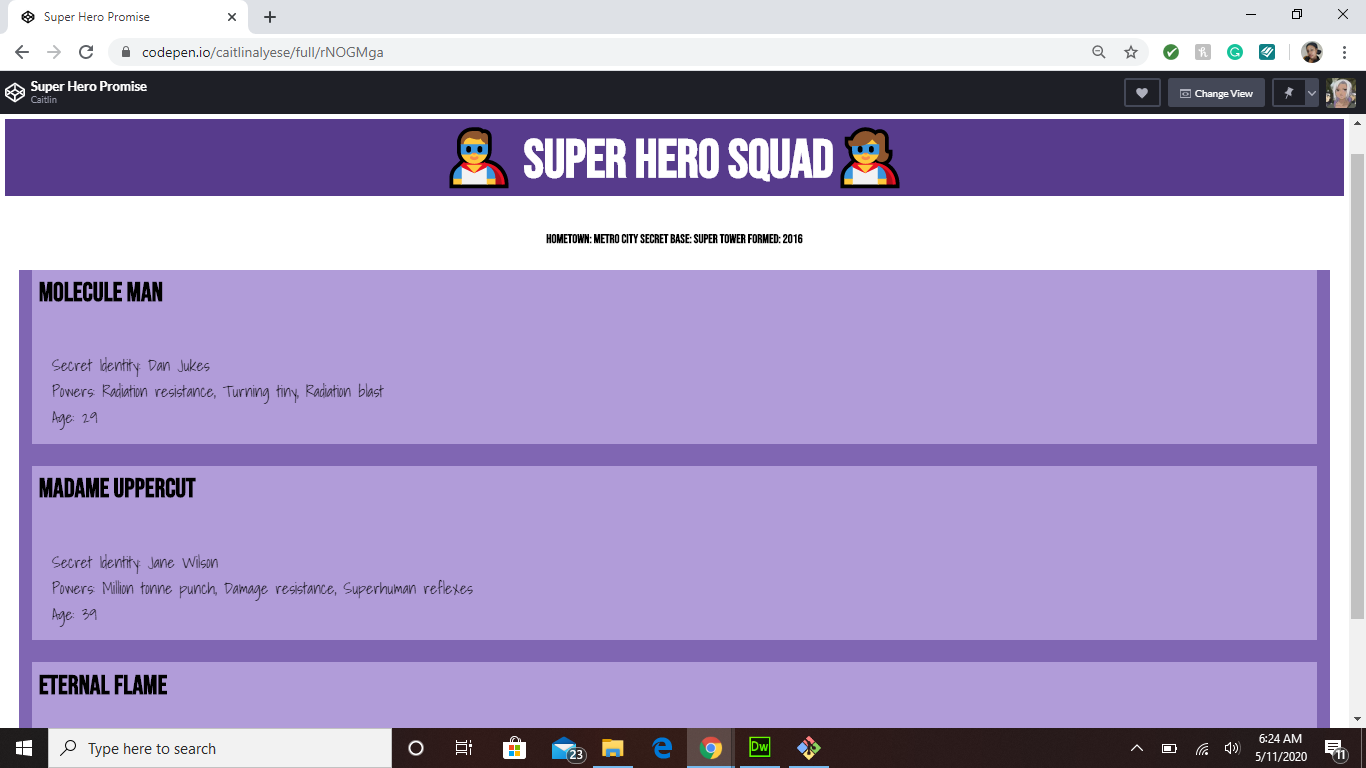 Super Hero Promise
codepen.io/caitlinalyese/full/rNOGMga
Super Hero Promise
Caitlin
Change View
SUPER HERO SQUAD
HOMETOWN: METRO CITY SECRET BASE: SUPER TOWER FORMED: 2016
MOLECULE MAN
Secret Identity: Dan Jukes
Powers: Radiation resistance, Turning tiny, Radiation blast
Age: 29
MADAME UPPERCUT
Secret Identity: Jane Wilson
Powers: Million tonne punch, Damage resistance, Superhuman reflexes
Age: 39
ETERNAL FLAME
Type here to search
23
Dw
6:24 AM
5/11/2020
11